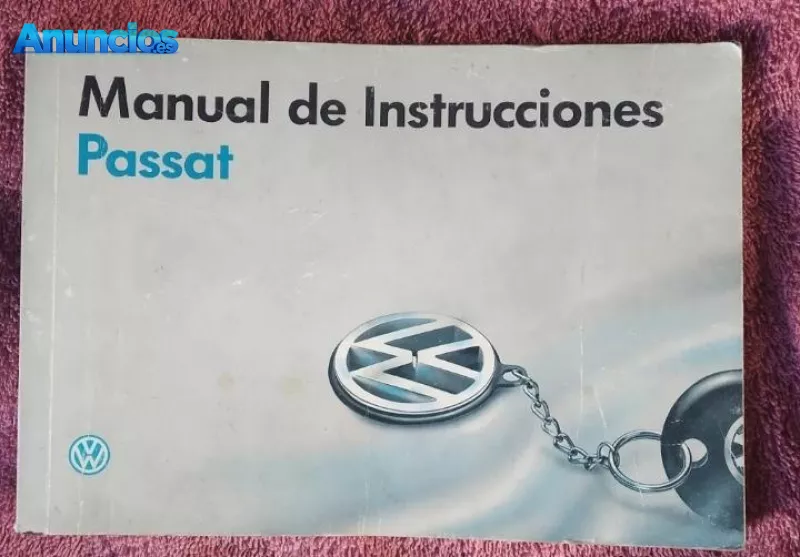 Anuncios.es
Manual de Instrucciones
Passat